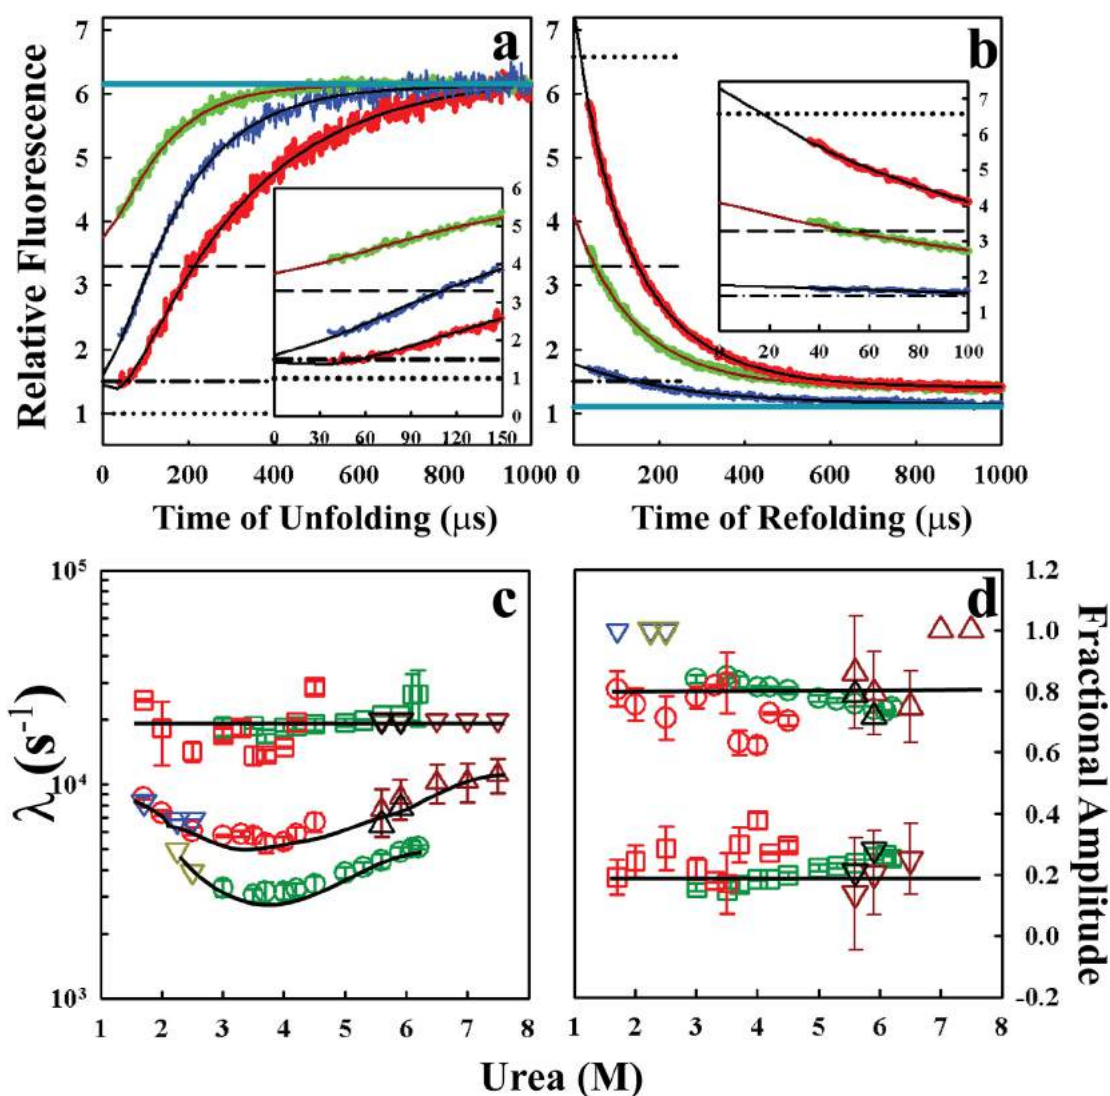 a
b
Relative Fluorescence
7
6
5
4
3
2
1
6
5
4
3
2
1
0
0 30 60 90 120 150
7
6
5
4
3
2
1
0 20 40 60 80 100
0 200 400 600 800 1000
0 200 400 600 800 1000
Time of Unfolding (μs)
Time of Refolding (μs)
c
d
λ (s⁻¹)
10⁵
10⁴
10³
1.2
1.0
0.8
0.6
0.4
0.2
0.0
-0.2
Fractional Amplitude
1 2 3 4 5 6 7 8
1 2 3 4 5 6 7 8
Urea (M)